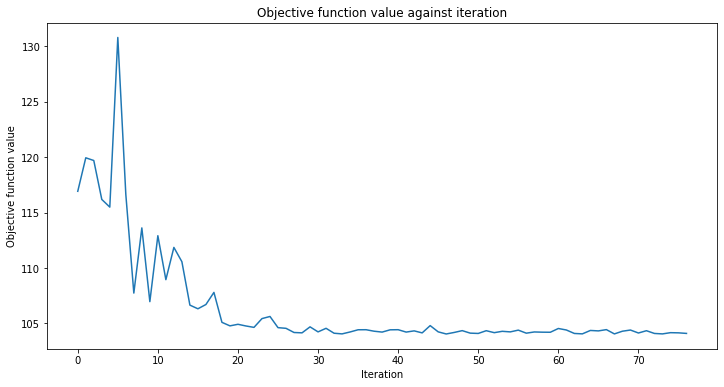 Objective function value against iteration
Objective function value
130
125
120
115
110
105
0 10 20 30 40 50 60 70
Iteration